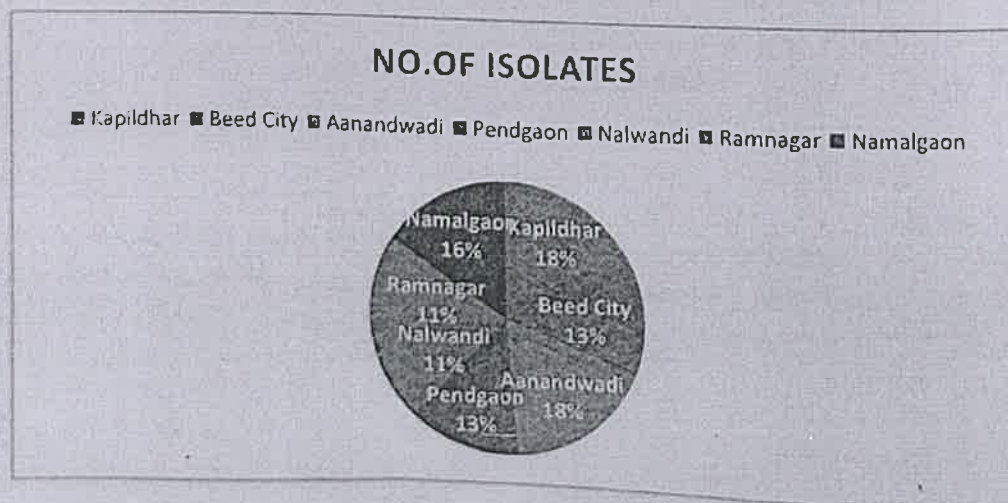 NO.OF ISOLATES
Kapildhar Beed City Aanandwadi Pendgaon Nalwandi Ramnagar Namalgaon
Namalgaon
16%
Kapildhar
18%
Beed City
13%
Aanandwadi
18%
Pendgaon
13%
Nalwandi
11%
Ramnagar
11%